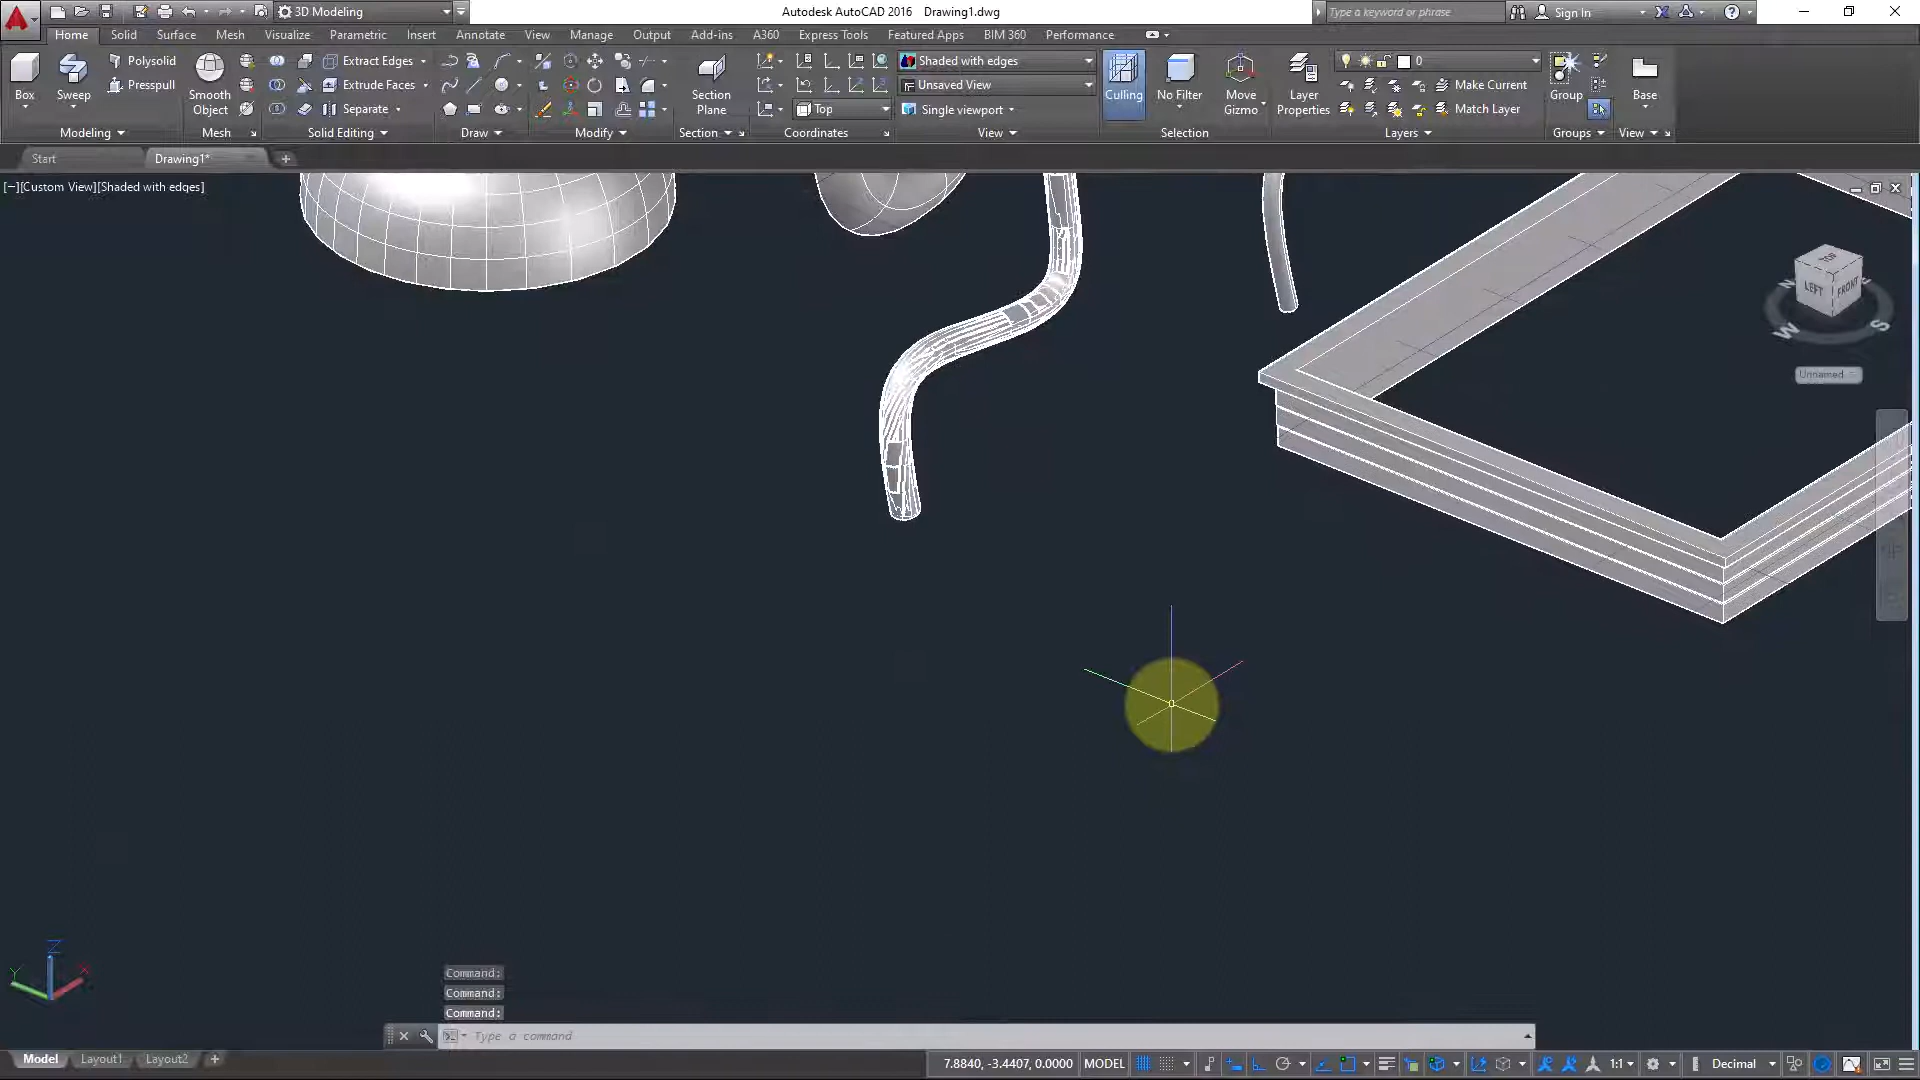 3D Modeling
Autodesk AutoCAD 2016 Drawing1.dwg
Type a keyword or phrase
Sign In
Home Solid Surface Mesh Visualize Parametric Insert Annotate View Manage Output Add-ins A360 Express Tools Featured Apps BIM 360 Performance
Polysolid
Presspull
Box
Sweep
Smooth Object
Extract Edges
Extrude Faces
Separate
Section Plane
Top
Shaded with edges
Unsaved View
Single viewport
Culling
No Filter
Move Gizmo
Layer Properties
0
Make Current
Match Layer
Group
Base
Modeling Mesh Solid Editing Draw Modify Section Coordinates View Selection Layers Groups View
Start Drawing1* +
[−][Custom View][Shaded with edges]
TOP
LEFT FRONT
N E
W S
Unnamed
Z
Y X
Command:
Command:
Command:
Type a command
Model Layout1 Layout2 +
7.8840, -3.4407, 0.0000 MODEL 1:1 Decimal